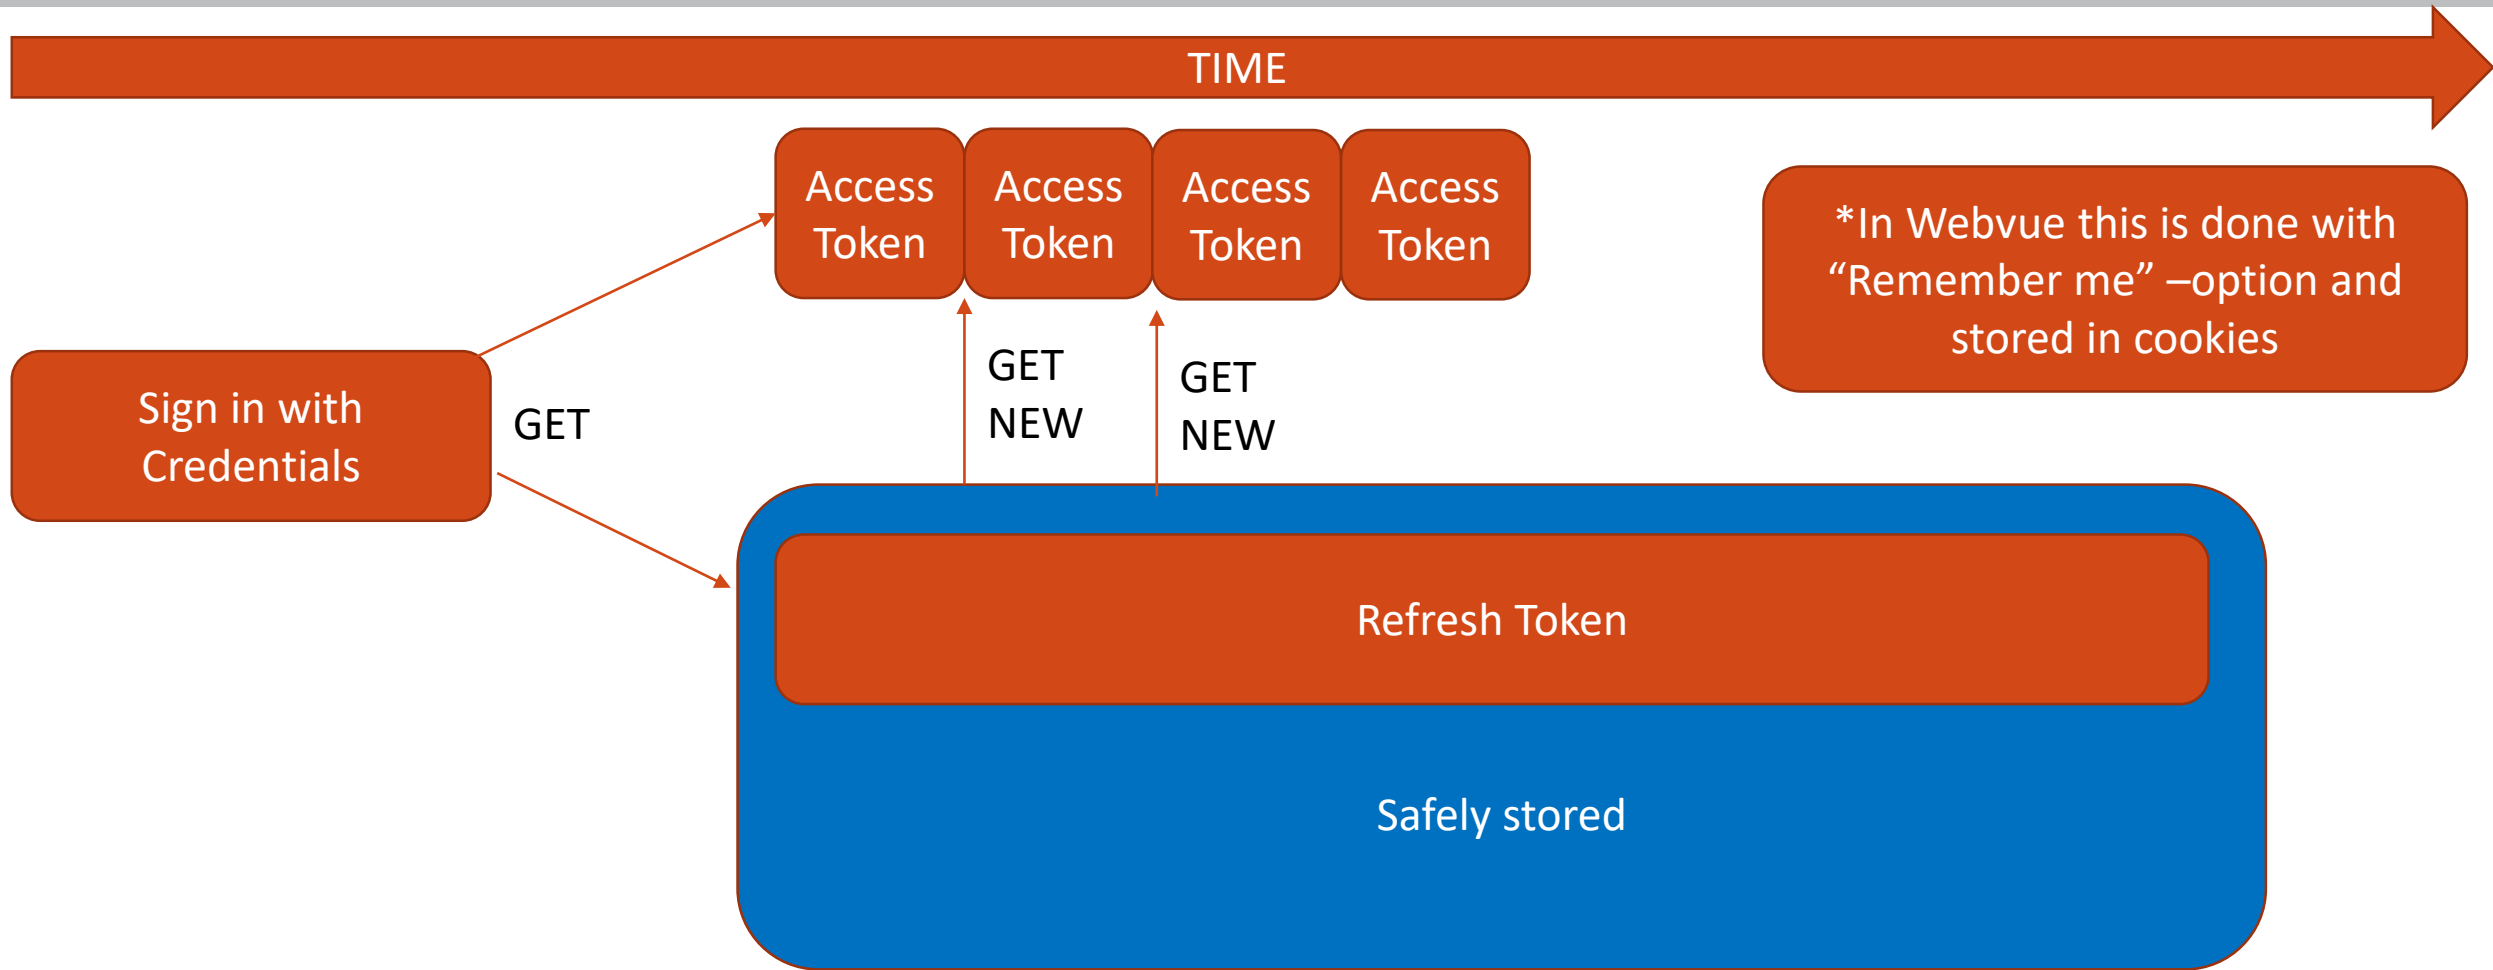 TIME
Access
Token
Access
Token
Access
Token
Access
Token
*In Webvue this is done with
“Remember me” –option and
stored in cookies
Sign in with
Credentials
GET
GET
NEW
GET
NEW
Refresh Token
Safely stored